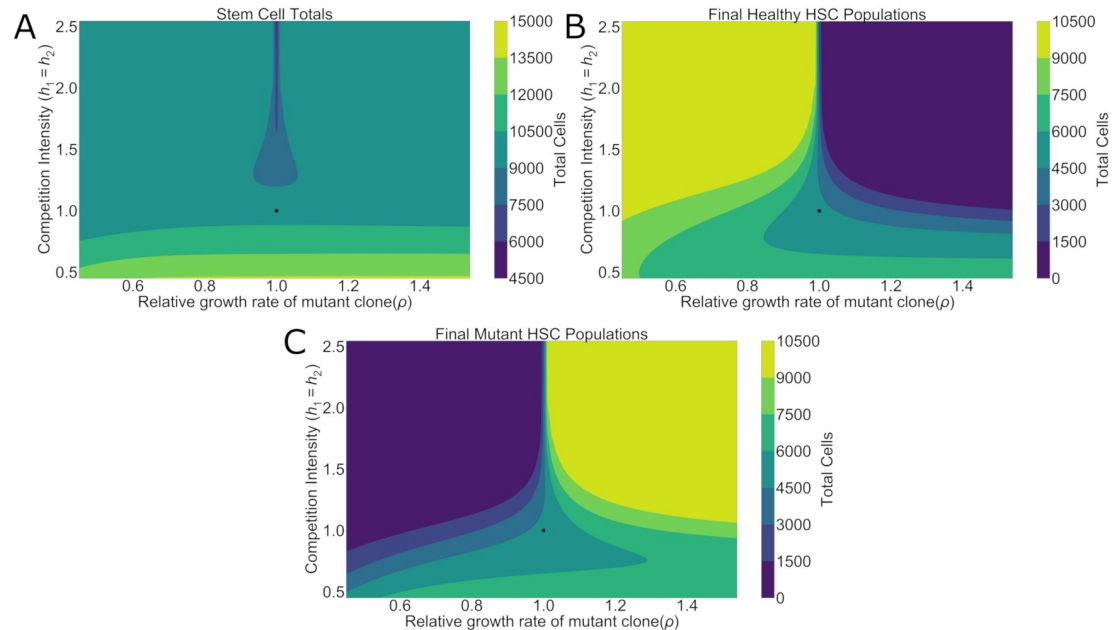 A
Stem Cell Totals
Competition Intensity (h₁ = h₂)
2.5
2.0
1.5
1.0
0.5
0.6 0.8 1.0 1.2 1.4
Relative growth rate of mutant clone(ρ)
15000
13500
12000
10500
9000
7500
6000
4500
Total Cells
B
Final Healthy HSC Populations
Competition Intensity (h₁ = h₂)
2.5
2.0
1.5
1.0
0.5
0.6 0.8 1.0 1.2 1.4
Relative growth rate of mutant clone(ρ)
10500
9000
7500
6000
4500
3000
1500
0
Total Cells
C
Final Mutant HSC Populations
Competition Intensity (h₁ = h₂)
2.5
2.0
1.5
1.0
0.5
0.6 0.8 1.0 1.2 1.4
Relative growth rate of mutant clone(ρ)
10500
9000
7500
6000
4500
3000
1500
0
Total Cells